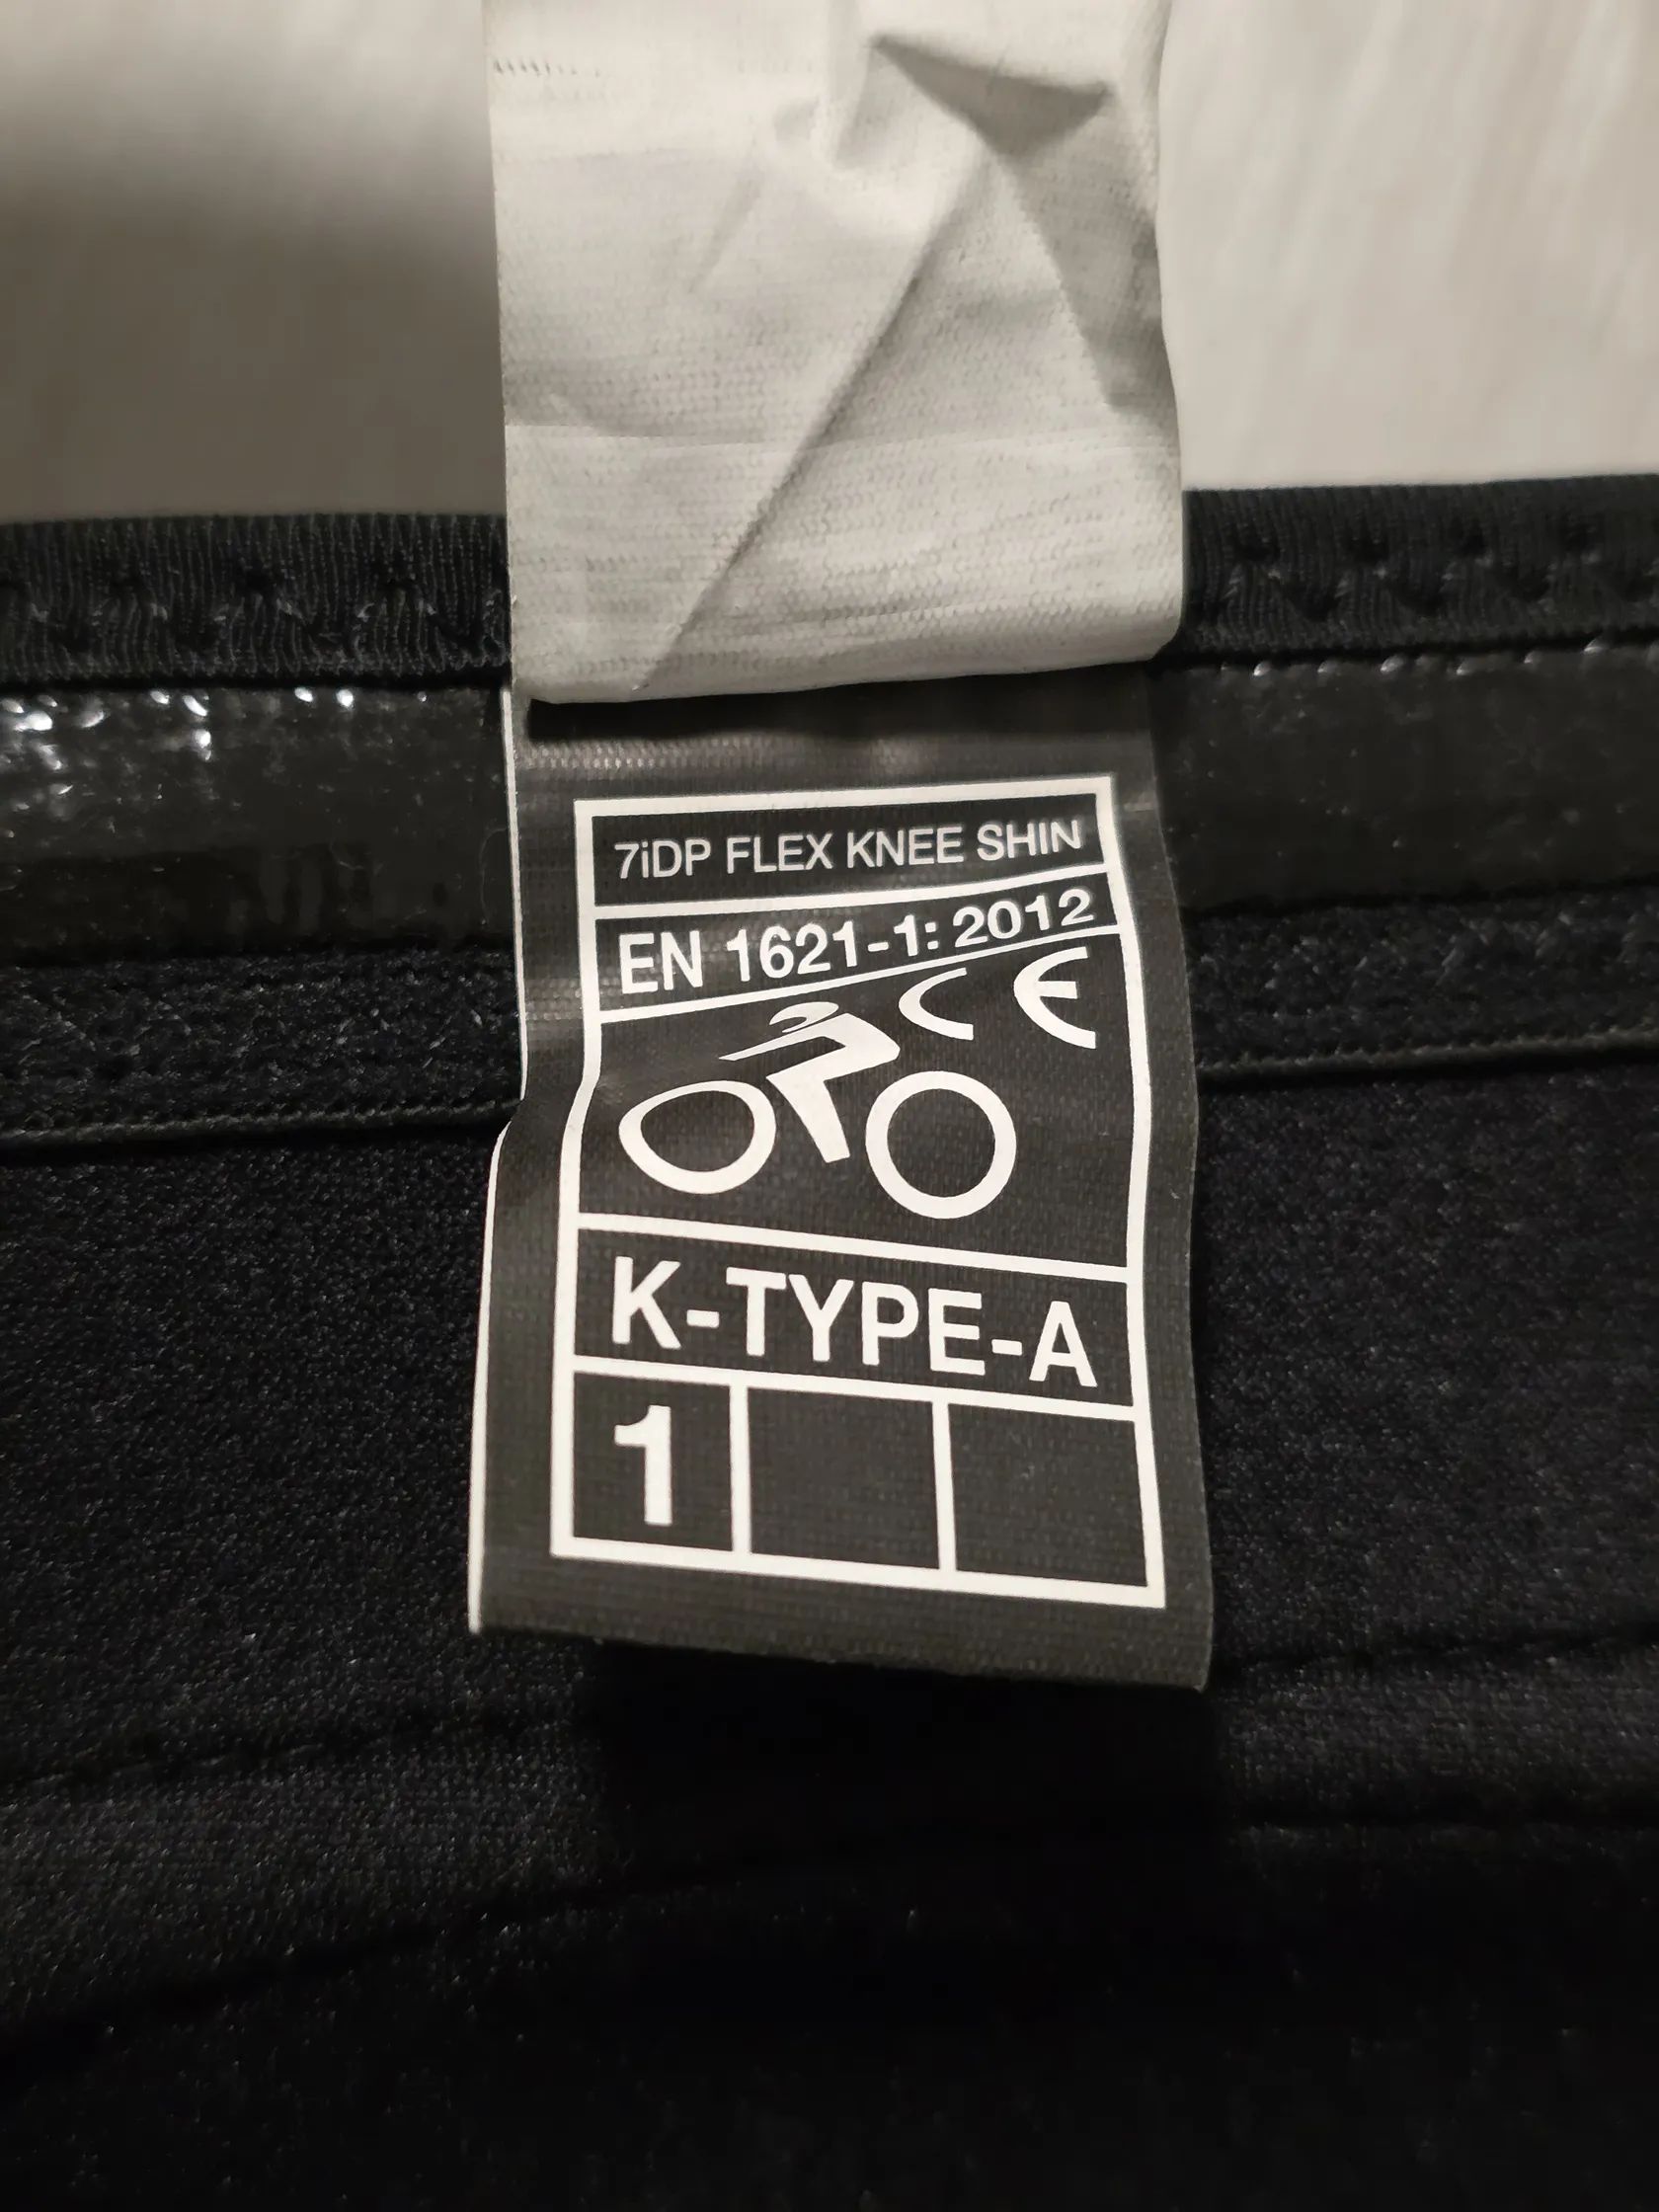 7iDP FLEX KNEE SHIN
EN 1621-1: 2012
CE
K-TYPE-A
1